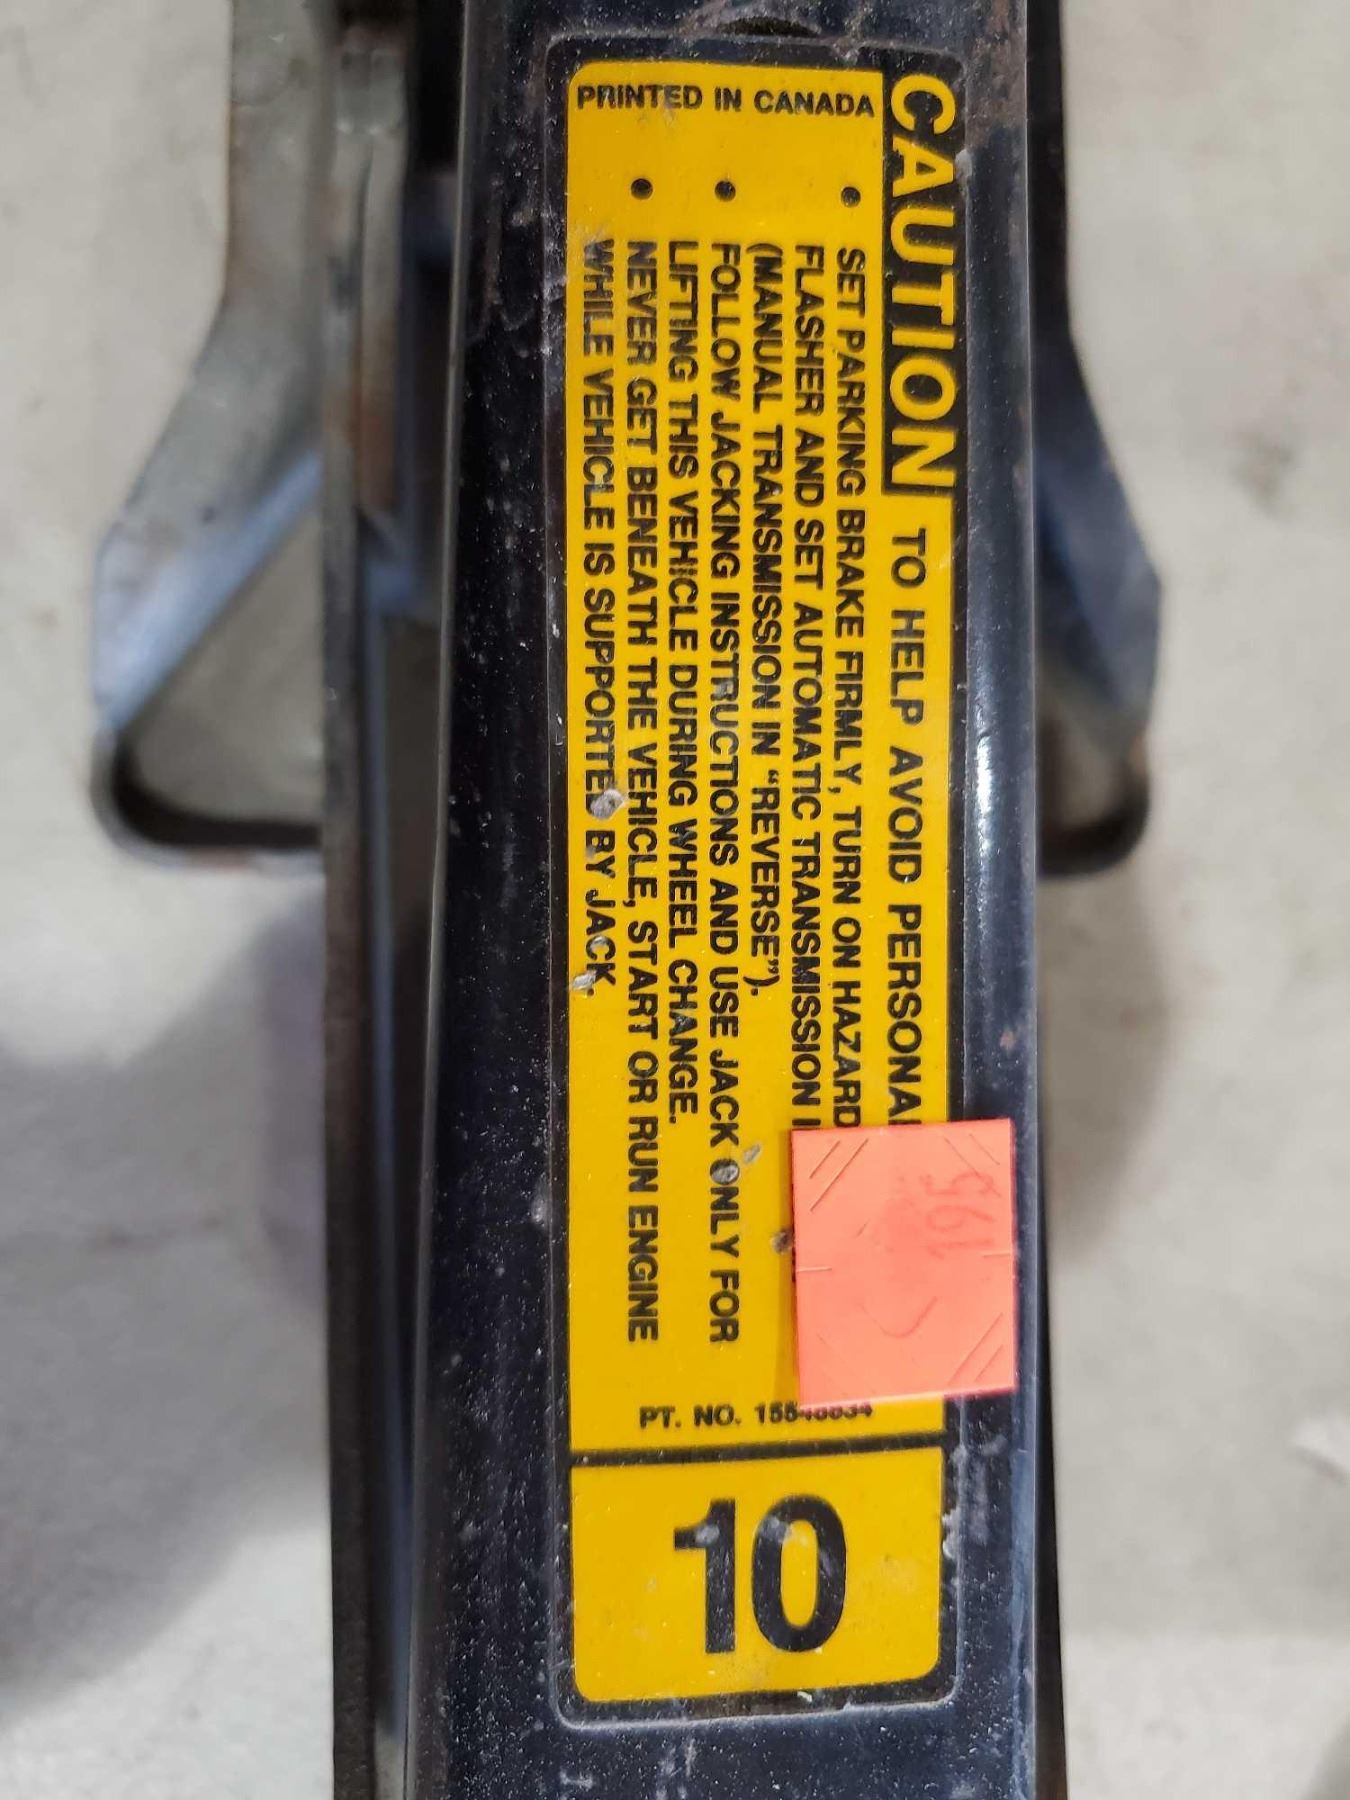 CAUTION TO HELP AVOID PERSONAL
SET PARKING BRAKE FIRMLY, TURN ON HAZARD
FLASHER AND SET AUTOMATIC TRANSMISSION
(MANUAL TRANSMISSION IN “REVERSE”).
FOLLOW JACKING INSTRUCTIONS AND USE JACK ONLY FOR
LIFTING THIS VEHICLE DURING WHEEL CHANGE.
NEVER GET BENEATH THE VEHICLE, START OR RUN ENGINE
WHILE VEHICLE IS SUPPORTED BY JACK.
PRINTED IN CANADA
PT. NO.
10
195